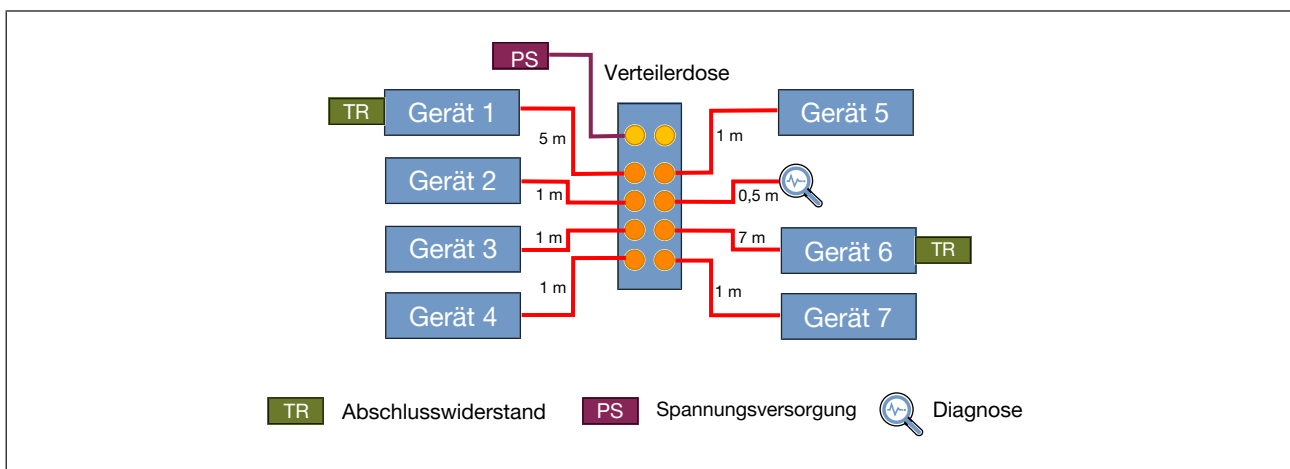 PS
Verteilerdose
TR
Gerät 1
5 m
Gerät 5
1 m
Gerät 2
1 m
0,5 m
Gerät 3
1 m
7 m
Gerät 6
TR
Gerät 4
1 m
1 m
Gerät 7
TR Abschlusswiderstand
PS Spannungsversorgung
Diagnose